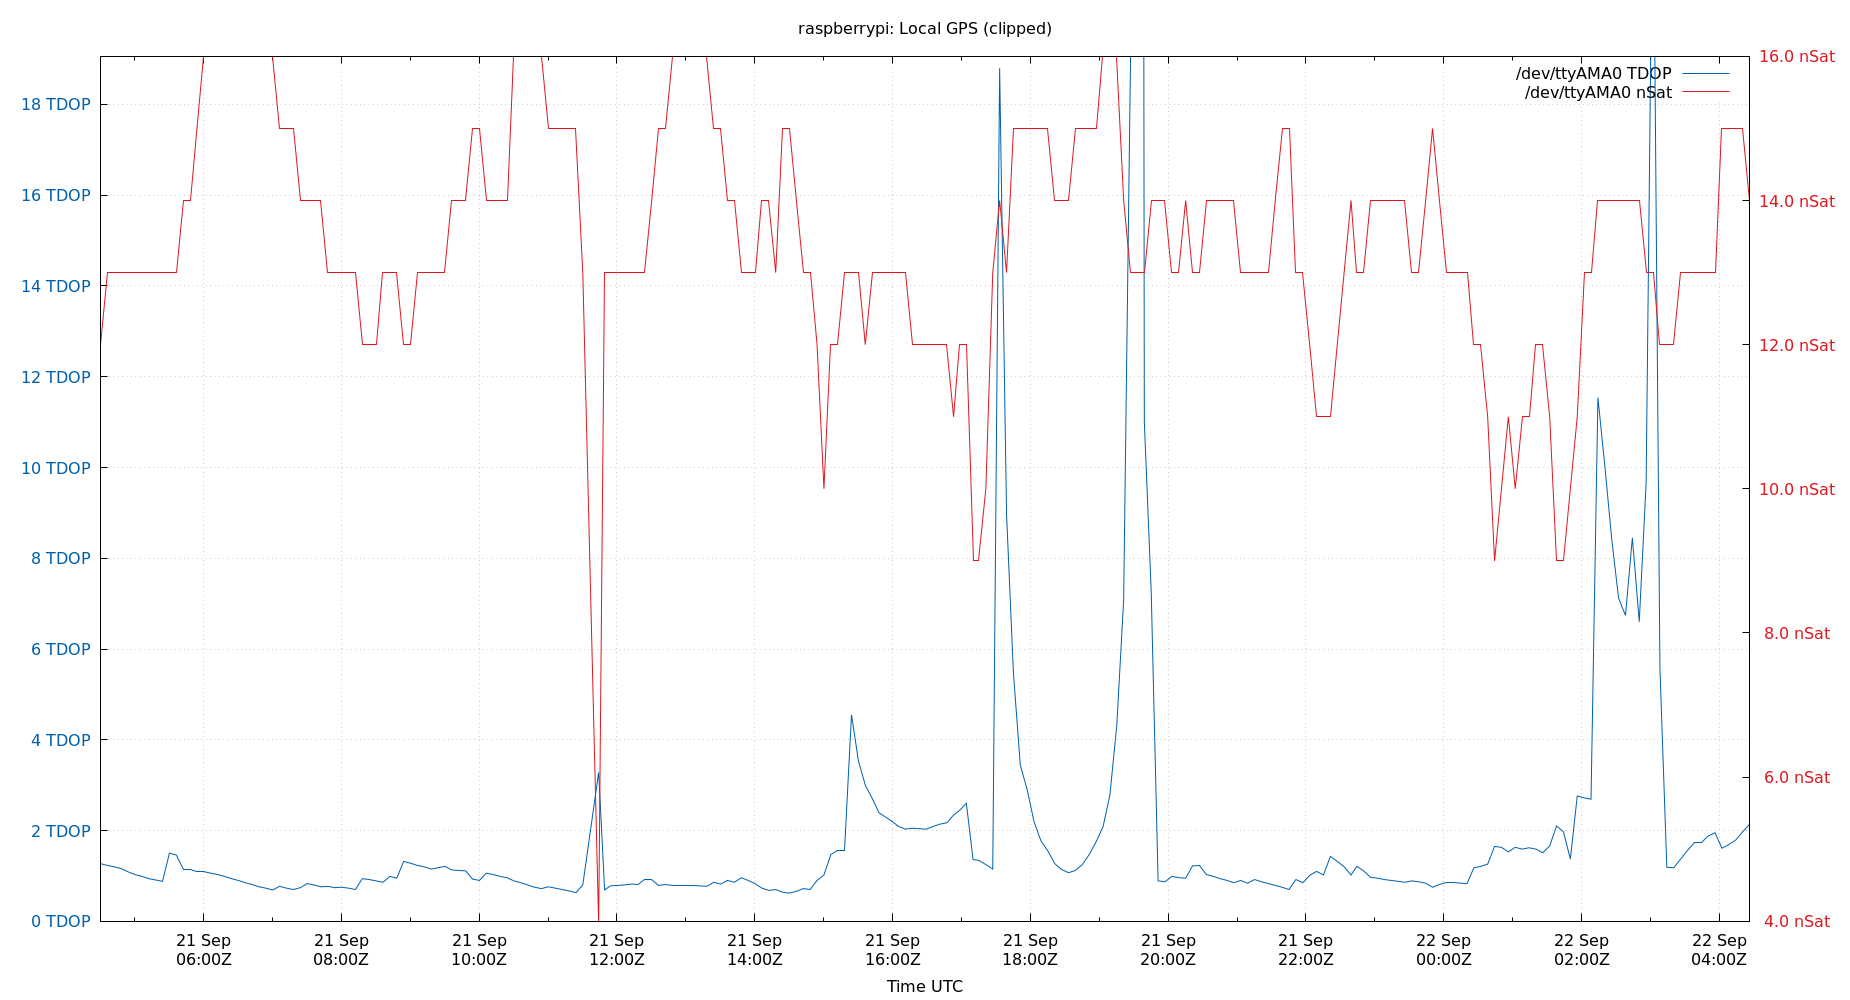 raspberrypi: Local GPS (clipped)
/dev/ttyAMA0 TDOP
/dev/ttyAMA0 nSat
18 TDOP
16 TDOP
14 TDOP
12 TDOP
10 TDOP
8 TDOP
6 TDOP
4 TDOP
2 TDOP
0 TDOP
16.0 nSat
14.0 nSat
12.0 nSat
10.0 nSat
8.0 nSat
6.0 nSat
4.0 nSat
21 Sep
06:00Z
21 Sep
08:00Z
21 Sep
10:00Z
21 Sep
12:00Z
21 Sep
14:00Z
21 Sep
16:00Z
21 Sep
18:00Z
21 Sep
20:00Z
21 Sep
22:00Z
22 Sep
00:00Z
22 Sep
02:00Z
22 Sep
04:00Z
Time UTC